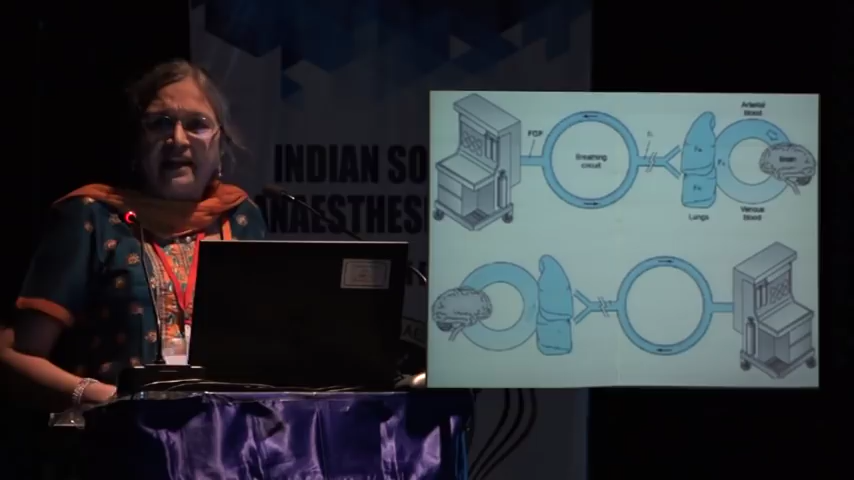 INDIAN SO
ANAESTHES
FGF
Breathing
circuit
Lungs
Arterial
blood
Brain
Venous
blood